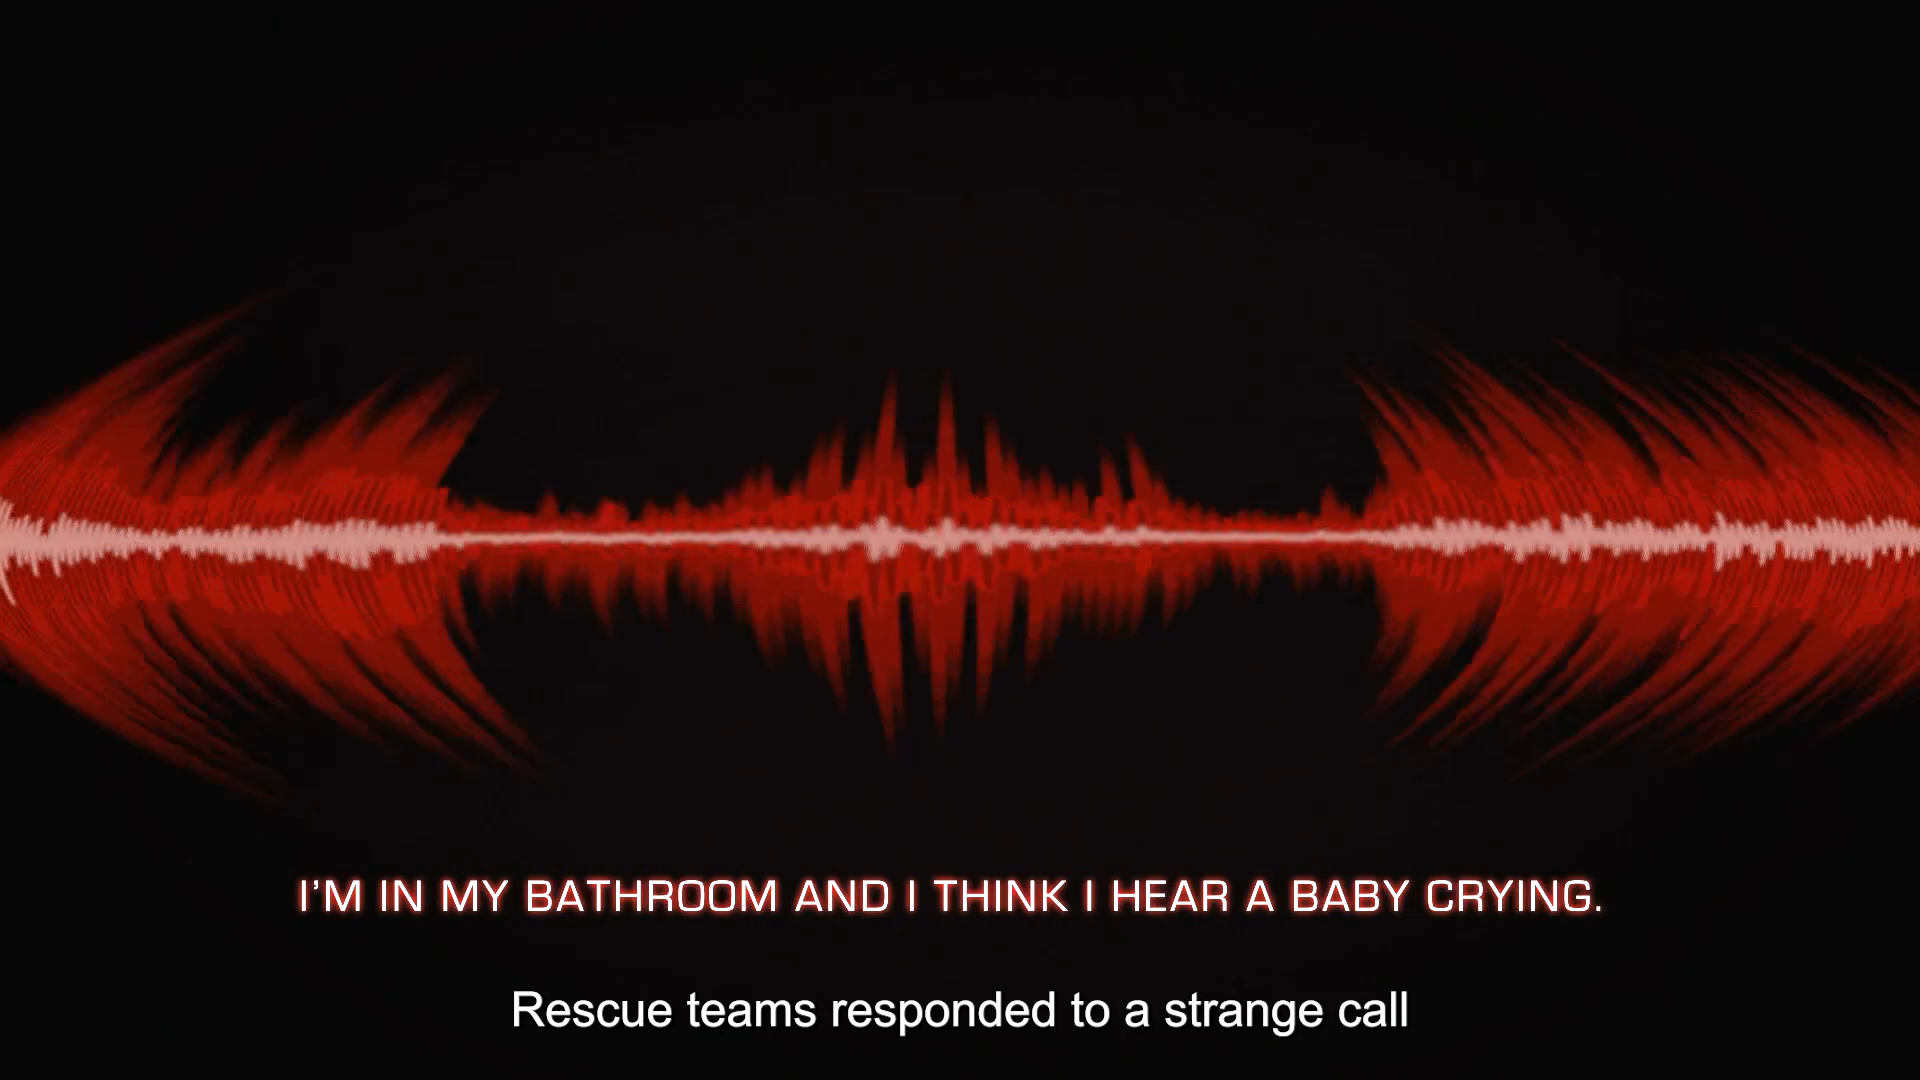 I'M IN MY BATHROOM AND I THINK I HEAR A BABY CRYING.
Rescue teams responded to a strange call